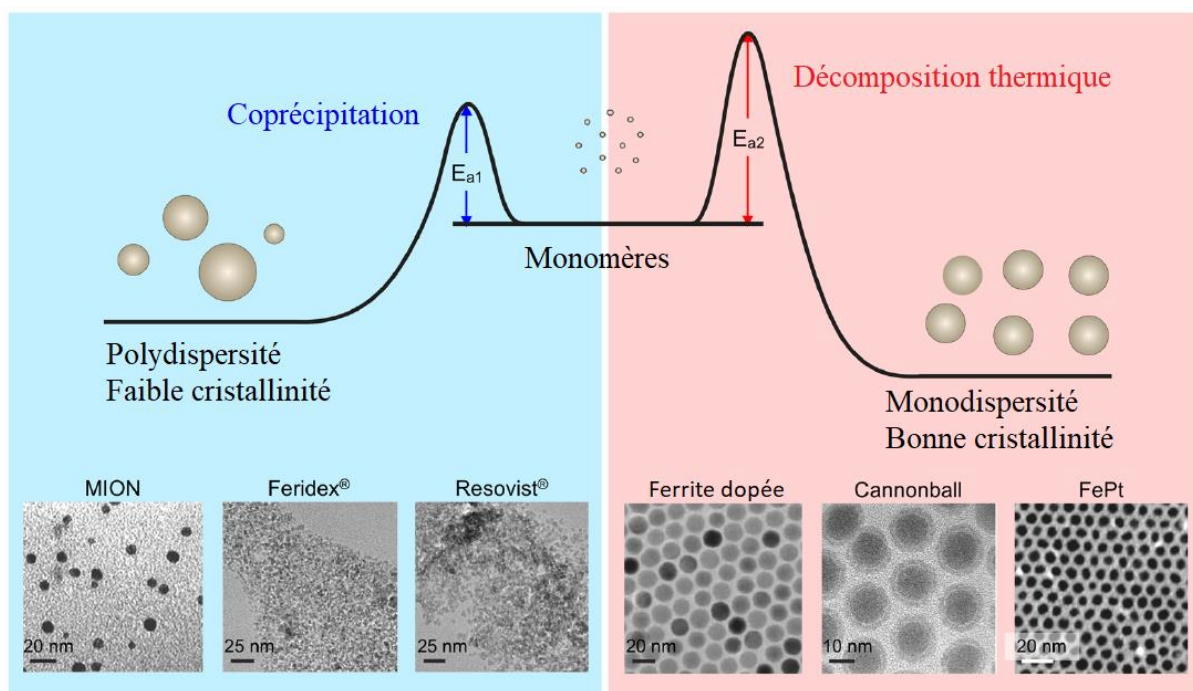 Coprécipitation
Décomposition thermique
Ea1
Ea2
Monomères
Polydispersité
Faible cristallinité
Monodispersité
Bonne cristallinité
MION
Feridex®
Resovist®
Ferrite dopée
Cannonball
FePt
20 nm
25 nm
25 nm
20 nm
10 nm
20 nm